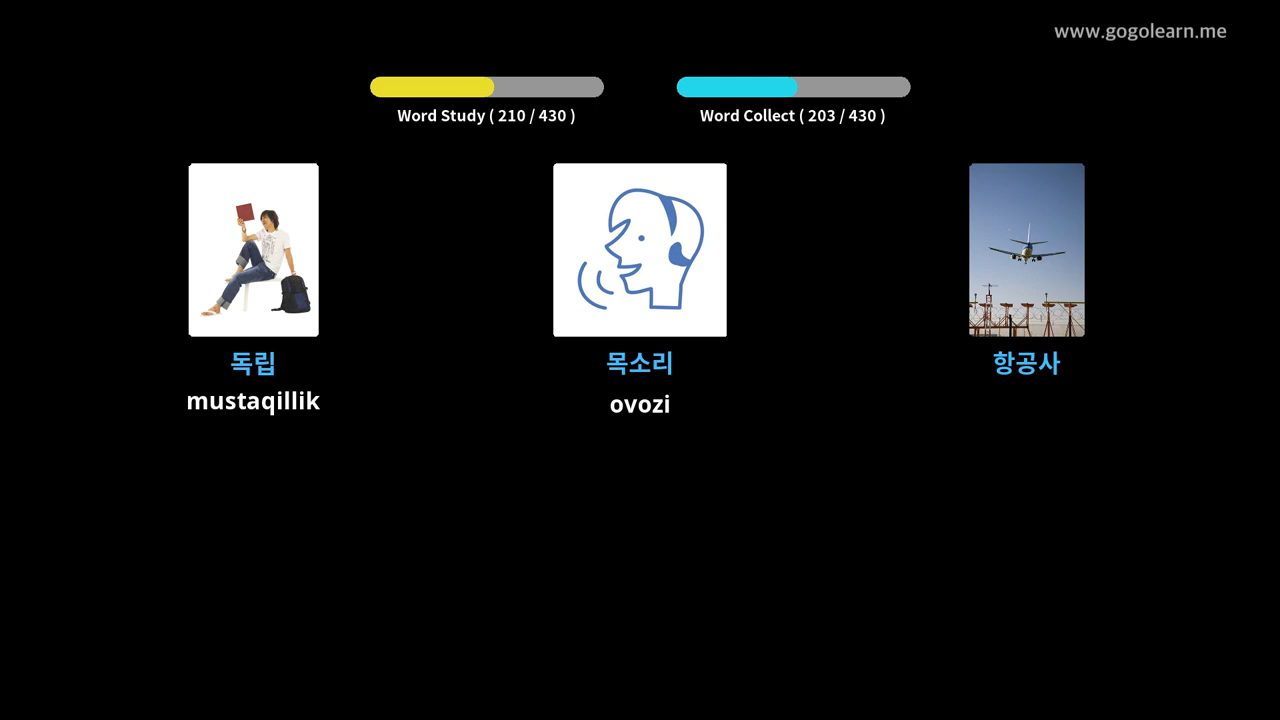 www.gogolearn.me
Word Study ( 210 / 430 )
Word Collect ( 203 / 430 )
독립
목소리
항공사
mustaqillik
ovozi